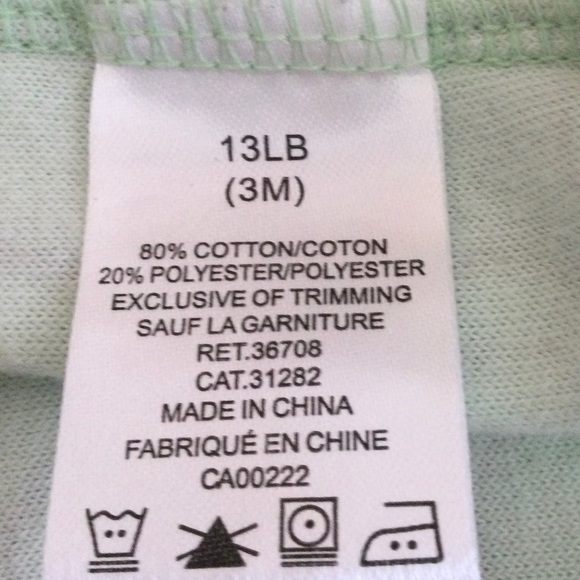 13LB
(3M)
80% COTTON/COTON
20% POLYESTER/POLYESTER
EXCLUSIVE OF TRIMMING
SAUF LA GARNITURE
RET.36708
CAT.31282
MADE IN CHINA
FABRIQUÉ EN CHINE
CA00222